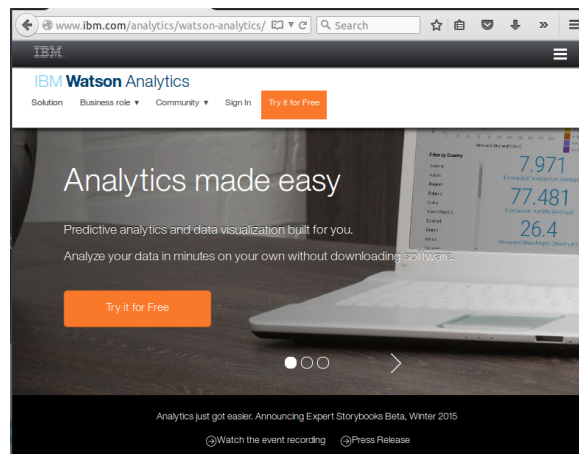 www.ibm.com/analytics/watson-analytics/
Search
IBM
IBM Watson Analytics
Solution Business role ▾ Community ▾ Sign In Try it for Free
Analytics made easy
Predictive analytics and data visualization built for you.
Analyze your data in minutes on your own without downloading software.
Try it for Free
Filter by Country
7.971
77.481
26.4
Analytics just got easier. Announcing Expert Storybooks Beta, Winter 2015
Watch the event recording Press Release